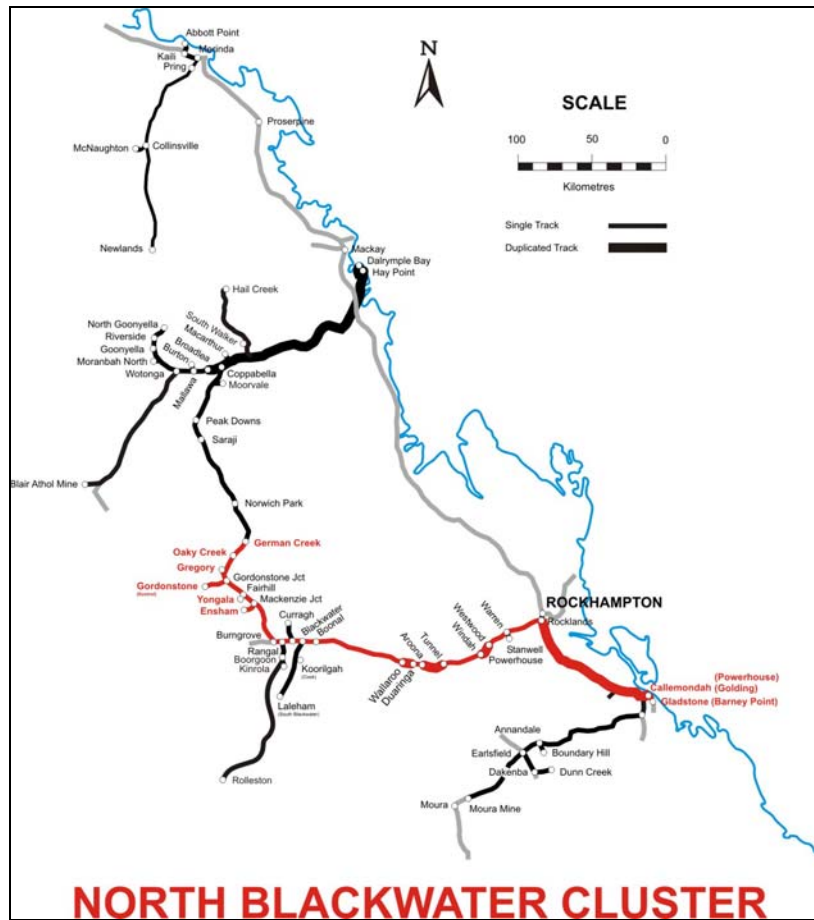 Abbott Point
Kaili
Merinda
Pring
N
SCALE
100 50 0
Kilometres
Single Track
Duplicated Track
Proserpine
McNaughton
Collinsville
Newlands
Mackay
Dalrymple Bay
Hay Point
Hail Creek
North Goonyella
South Walker
Riverside
Macarthur
Goonyella
Broadlea
Moranbah North
Burton
Wotonga
Mallawa
Coppabella
Moorvale
Peak Downs
Saraji
Blair Athol Mine
Norwich Park
German Creek
Oaky Creek
Gregory
Gordonstone Jct
Gordonstone
Fairhill
Yongala
Mackenzie Jct
Ensham
Curragh
Blackwater
Boonal
Burngrove
Rangal
Boorgoon
Kinrola
Koorilgah
Laleham
(South Blackwater)
Rolleston
Wallaroo
Duaringa
Aroona
Tunnel
Windah
Westwood
Warren
Stanwell
Powerhouse
ROCKHAMPTON
Rocklands
(Powerhouse)
Callemondah (Golding)
Gladstone (Barney Point)
Annandale
Earlsfield
Boundary Hill
Dakenba
Dunn Creek
Moura
Moura Mine
NORTH BLACKWATER CLUSTER